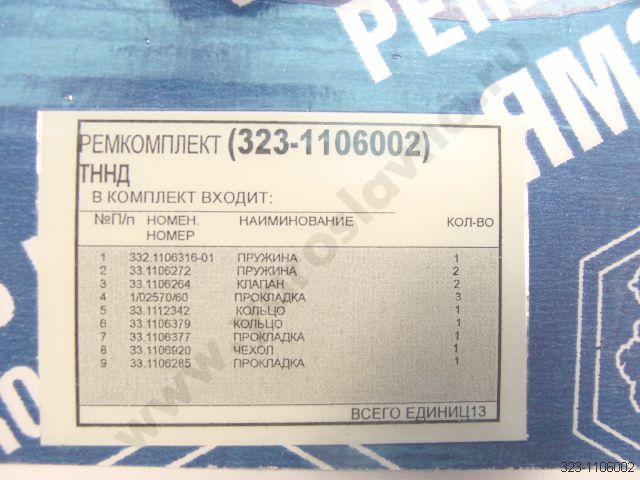 РЕМ
ЯМЗ
РЕМКОМПЛЕКТ (323-1106002)
ТННД
В КОМПЛЕКТ ВХОДИТ:
№П/п НОМЕН. НОМЕР НАИМИНОВАНИЕ КОЛ-ВО
1 332.1106316-01 ПРУЖИНА 1
2 33.1106272 ПРУЖИНА 2
3 33.1106264 КЛАПАН 2
4 1/02570/60 ПРОКЛАДКА 3
5 33.1112342 КОЛЬЦО 1
6 33.1106379 КОЛЬЦО 1
7 33.1106377 ПРОКЛАДКА 1
8 33.1106920 ЧЕХОЛ 1
9 33.1106285 ПРОКЛАДКА 1
ВСЕГО ЕДИНИЦ13
323-1106002